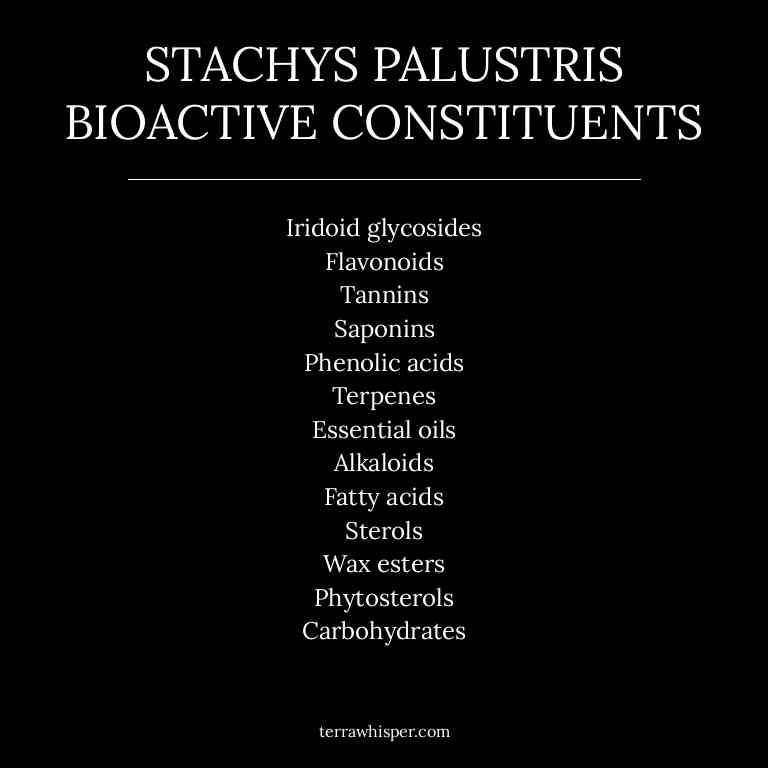 STACHYS PALUSTRIS
BIOACTIVE CONSTITUENTS
Iridoid glycosides
Flavonoids
Tannins
Saponins
Phenolic acids
Terpenes
Essential oils
Alkaloids
Fatty acids
Sterols
Wax esters
Phytosterols
Carbohydrates
terrawhisper.com